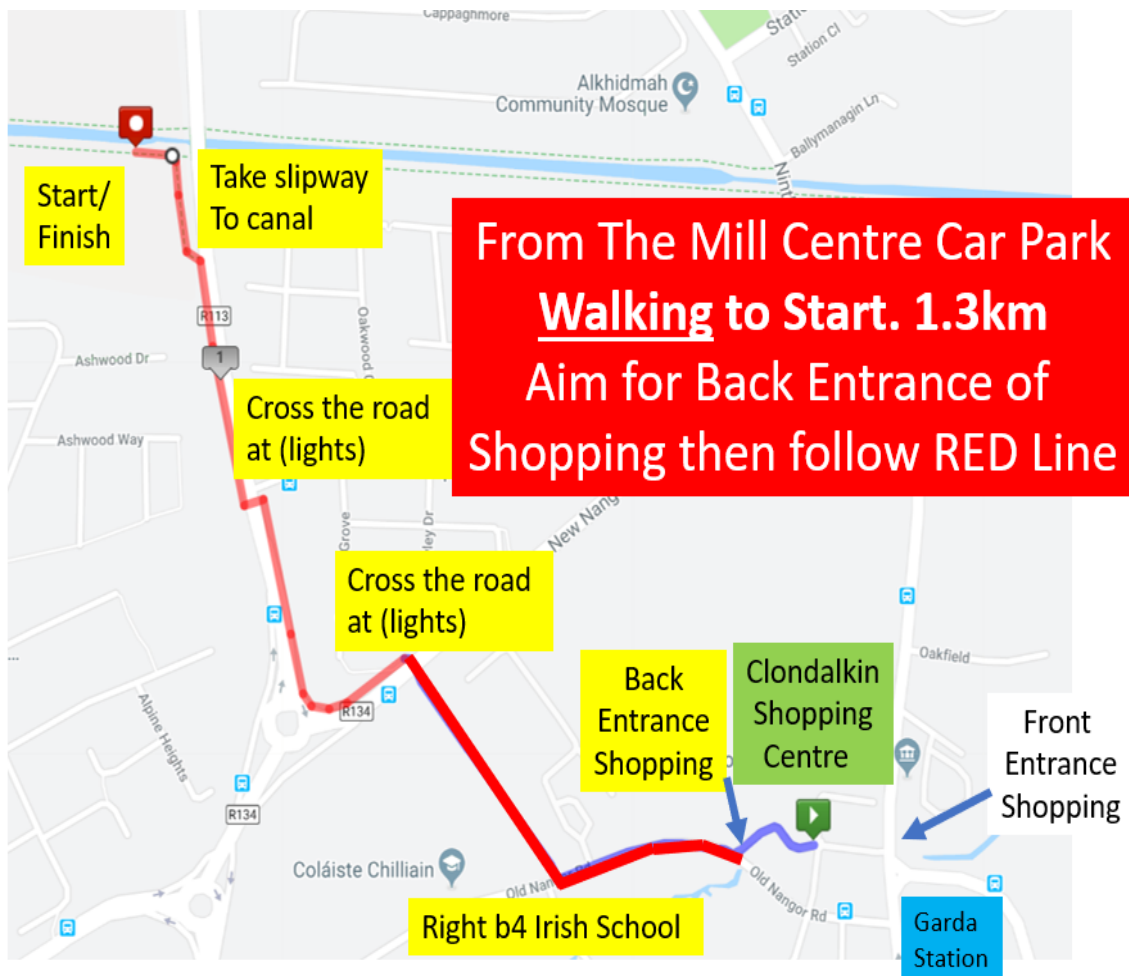 Cappaghmore
Station Cl
Alkhidmah
Community Mosque
Ballymanagin Ln
Start/
Finish
Take slipway
To canal
From The Mill Centre Car Park
Walking to Start. 1.3km
Aim for Back Entrance of
Shopping then follow RED Line
R113
Ashwood Dr
1
Cross the road
at (lights)
Ashwood Way
Grove
New Nang
Cross the road
at (lights)
Oakfield
R134
Alpine Heights
Back
Entrance
Shopping
Clondalkin
Shopping
Centre
Front
Entrance
Shopping
R134
Coláiste Chilliain
Old Nangor Rd
Right b4 Irish School
Garda
Station